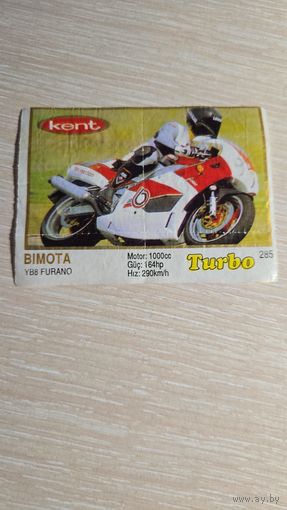 kent
BIMOTA
YB8 FURANO
Motor: 1000cc
Güç: 164hp
Hız: 290km/h
Turbo
285
www.ay.by